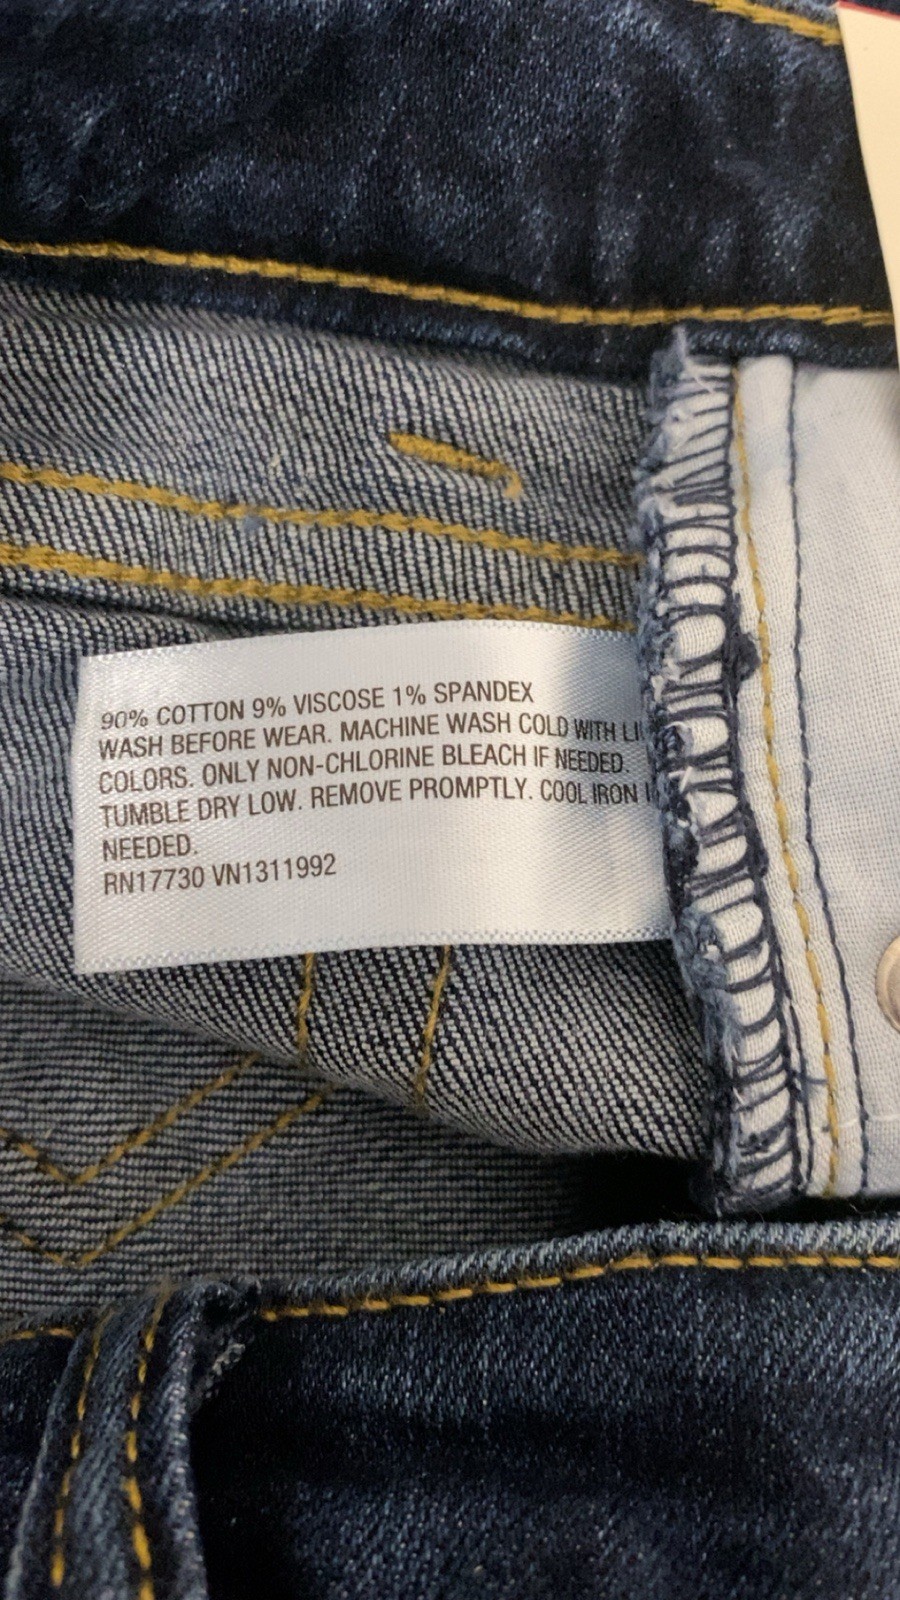 90% COTTON 9% VISCOSE 1% SPANDEX
WASH BEFORE WEAR. MACHINE WASH COLD WITH
COLORS. ONLY NON-CHLORINE BLEACH IF NEEDED.
TUMBLE DRY LOW. REMOVE PROMPTLY. COOL IRON
NEEDED.
RN17730 VN1311992